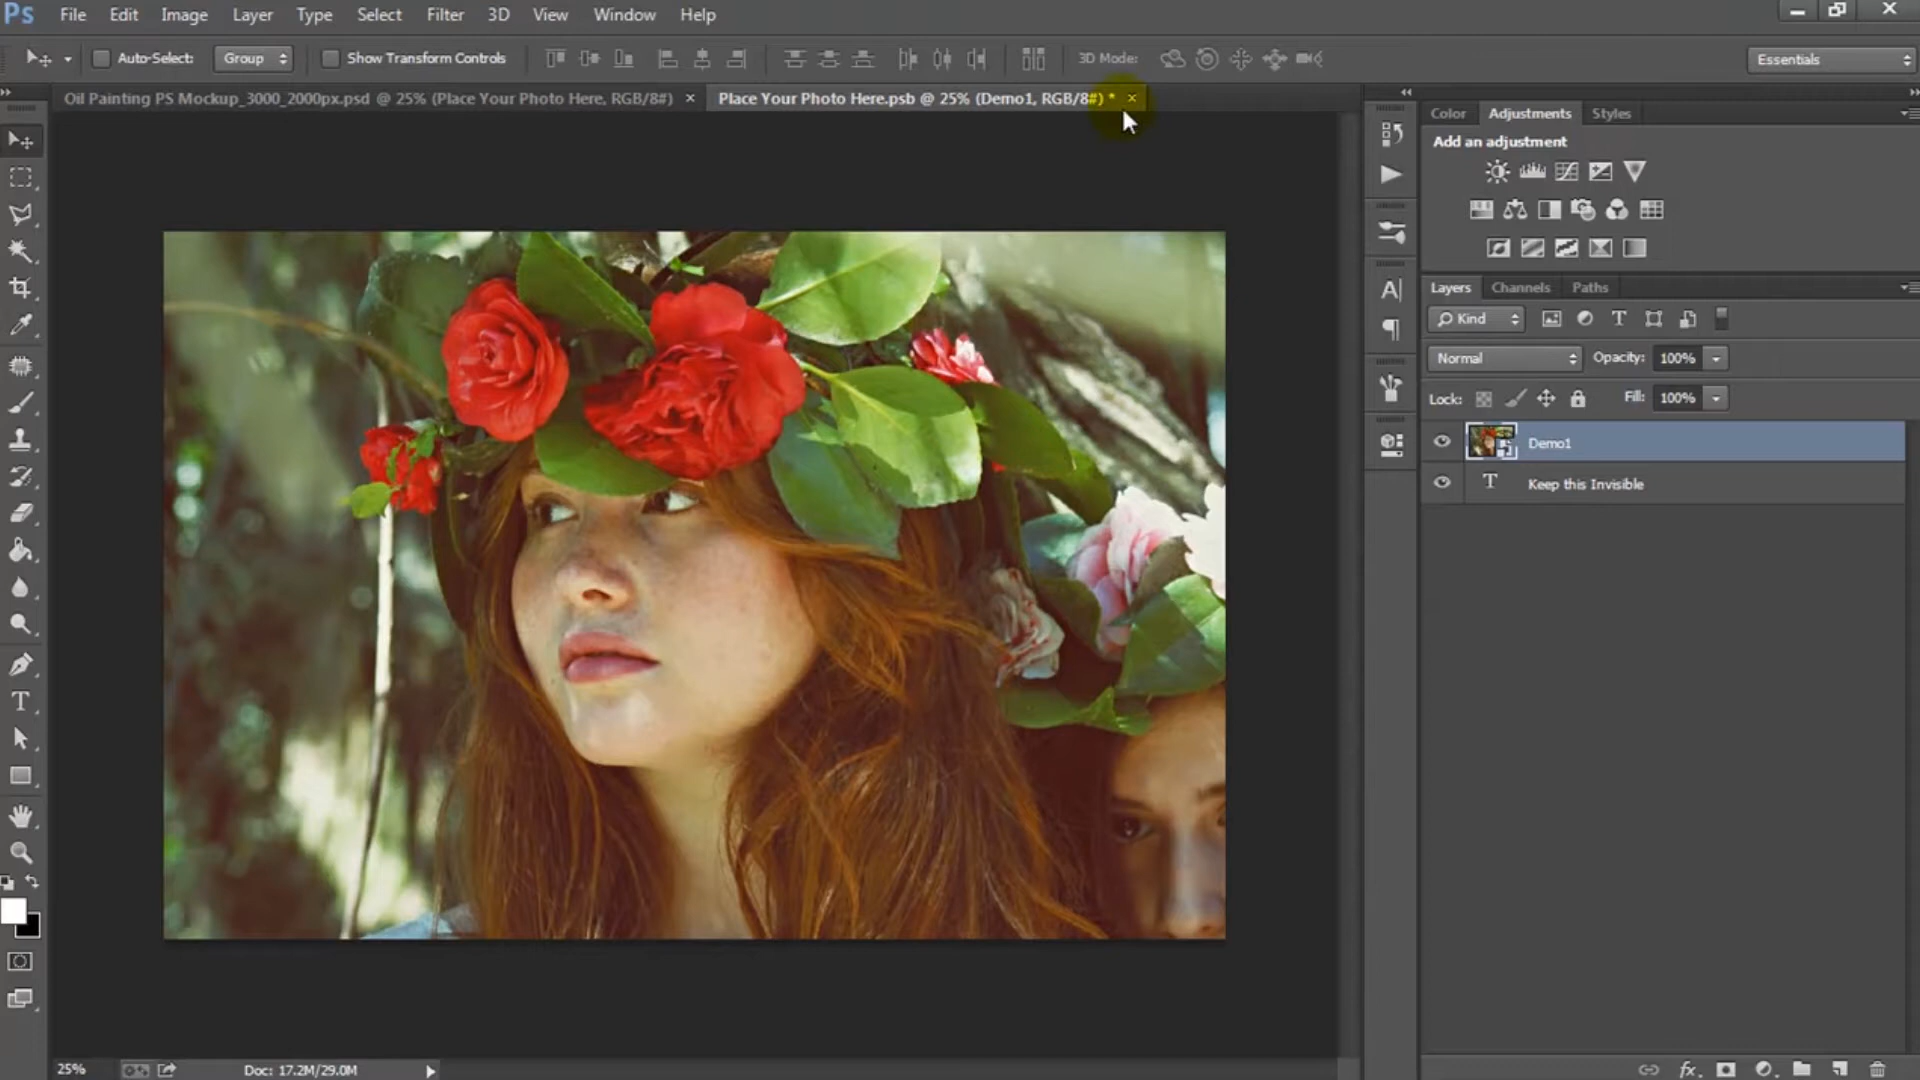 Ps File Edit Image Layer Type Select Filter 3D View Window Help
Auto-Select: Group Show Transform Controls 3D Mode: Essentials
Oil Painting PS Mockup_3000_2000px.psd @ 25% (Place Your Photo Here, RGB/8#) × Place Your Photo Here.psb @ 25% (Demo1, RGB/8#) * ×
Color Adjustments Styles
Add an adjustment
Layers Channels Paths
Kind
Normal Opacity: 100%
Lock: Fill: 100%
Demo1
T Keep this Invisible
25% Doc: 17.2M/29.0M
fx